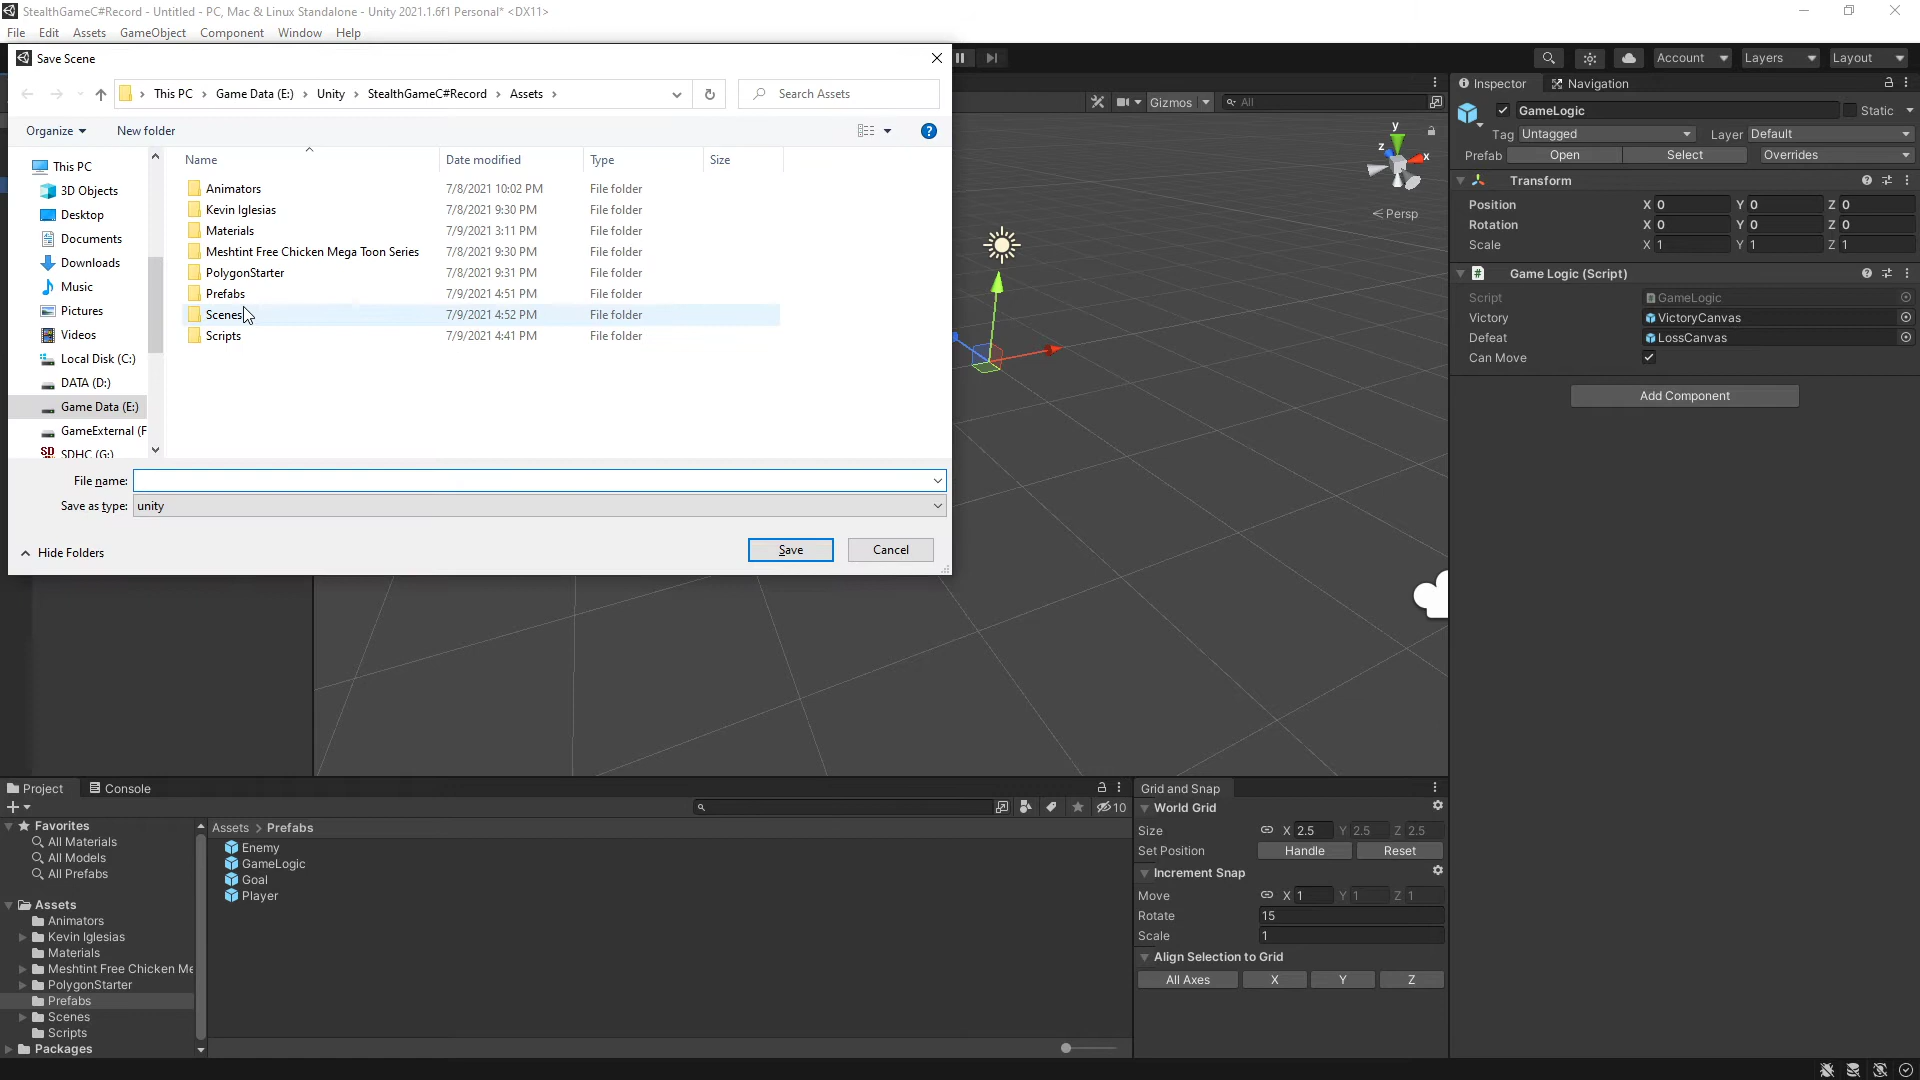 StealthGameC#Record - Untitled - PC, Mac & Linux Standalone - Unity 2021.1.6f1 Personal* <DX11>
File Edit Assets GameObject Component Window Help
Save Scene
This PC > Game Data (E:) > Unity > StealthGameC#Record > Assets >
Search Assets
Organize
New folder
This PC
3D Objects
Desktop
Documents
Downloads
Music
Pictures
Videos
Local Disk (C:)
DATA (D:)
Game Data (E:)
GameExternal (F
SDHC (G:)
Name Date modified Type Size
Animators 7/8/2021 10:02 PM File folder
Kevin Iglesias 7/8/2021 9:30 PM File folder
Materials 7/9/2021 3:11 PM File folder
Meshtint Free Chicken Mega Toon Series 7/8/2021 9:30 PM File folder
PolygonStarter 7/8/2021 9:31 PM File folder
Prefabs 7/9/2021 4:51 PM File folder
Scenes 7/9/2021 4:52 PM File folder
Scripts 7/9/2021 4:41 PM File folder
File name:
Save as type: unity
Hide Folders
Save
Cancel
Account
Layers
Layout
Gizmos
All
y
z
x
Persp
Inspector
Navigation
GameLogic
Static
Tag Untagged Layer Default
Prefab Open Select Overrides
Transform
Position X 0 Y 0 Z 0
Rotation X 0 Y 0 Z 0
Scale X 1 Y 1 Z 1
# Game Logic (Script)
Script GameLogic
Victory VictoryCanvas
Defeat LossCanvas
Can Move
Add Component
Project
Console
10
Favorites
All Materials
All Models
All Prefabs
Assets
Animators
Kevin Iglesias
Materials
Meshtint Free Chicken Me
PolygonStarter
Prefabs
Scenes
Scripts
Packages
Assets > Prefabs
Enemy
GameLogic
Goal
Player
Grid and Snap
World Grid
Size X 2.5 Y 2.5 Z 2.5
Set Position Handle Reset
Increment Snap
Move X 1 Y 1 Z 1
Rotate 15
Scale 1
Align Selection to Grid
All Axes X Y Z